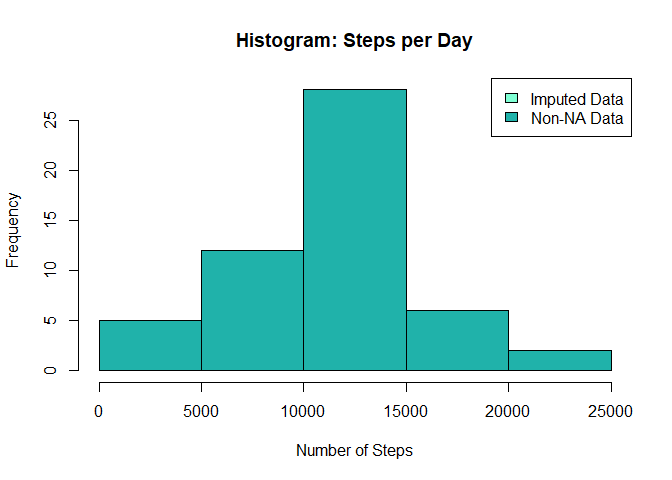 Histogram: Steps per Day
Imputed Data
Non-NA Data
25
20
15
10
5
0
Frequency
0 5000 10000 15000 20000 25000
Number of Steps